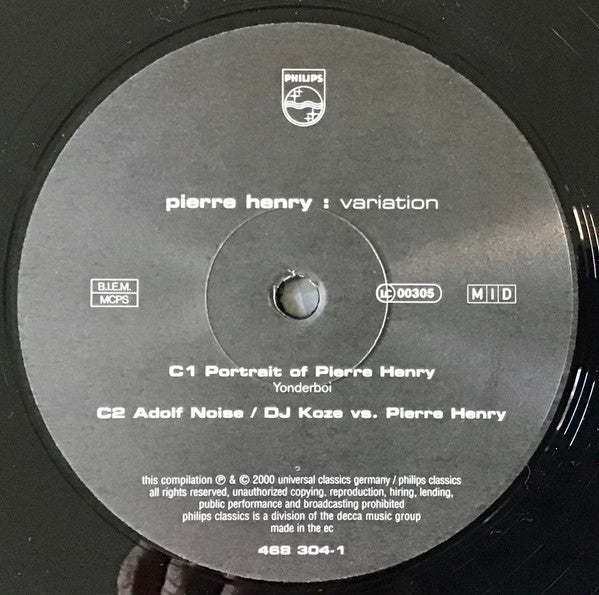 PHILIPS
pierre henry : variation
B.I.E.M.
MCPS
LC 00305
M I D
C1 Portrait of Pierre Henry
Yonderboi
C2 Adolf Noise / DJ Koze vs. Pierre Henry
this compilation ℗ & © 2000 universal classics germany / philips classics
all rights reserved, unauthorized copying, reproduction, hiring, lending,
public performance and broadcasting prohibited
philips classics is a division of the decca music group
made in the ec
468 304-1